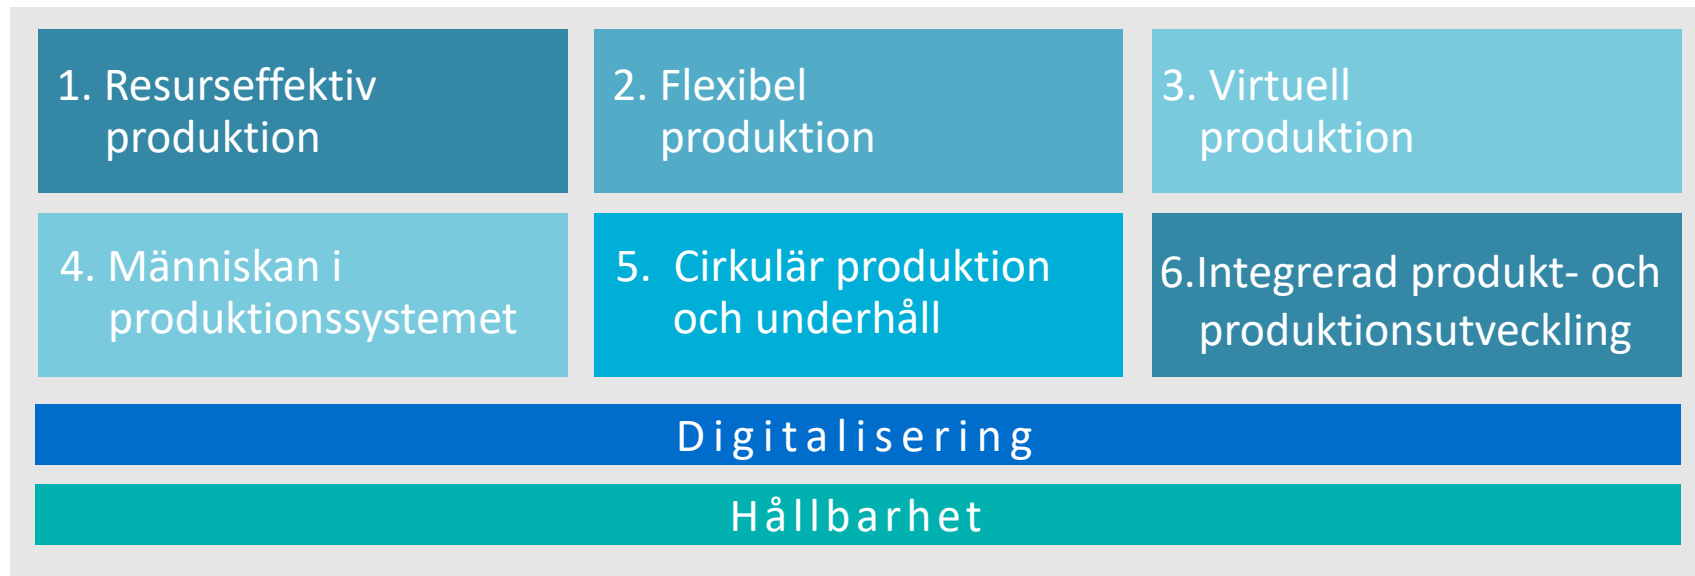 1. Resurseffektiv
produktion
2. Flexibel
produktion
3. Virtuell
produktion
4. Människan i
produktionssystemet
5. Cirkulär produktion
och underhåll
6.Integrerad produkt- och
produktionsutveckling
Digitalisering
Hållbarhet